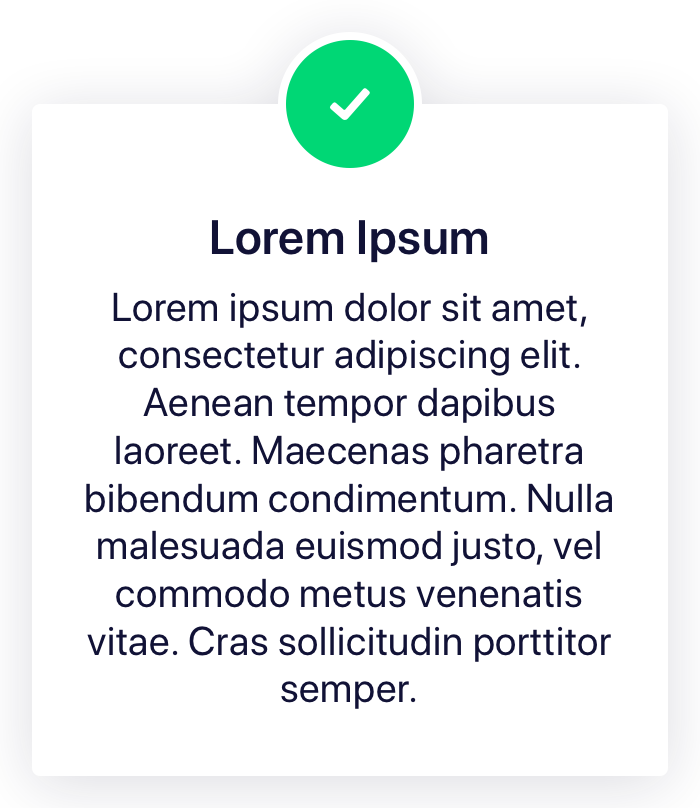 Lorem Ipsum
Lorem ipsum dolor sit amet,
consectetur adipiscing elit.
Aenean tempor dapibus
laoreet. Maecenas pharetra
bibendum condimentum. Nulla
malesuada euismod justo, vel
commodo metus venenatis
vitae. Cras sollicitudin porttitor
semper.